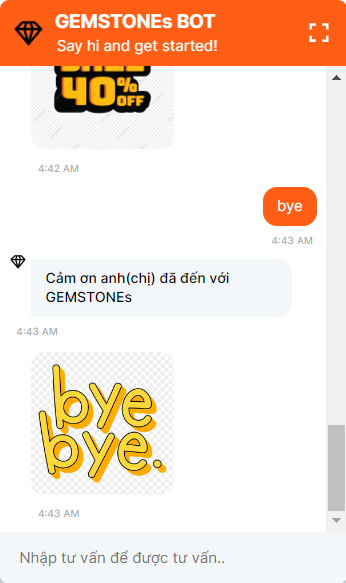 GEMSTONEs BOT
Say hi and get started!
40%
OFF
4:42 AM
bye
4:43 AM
Cảm ơn anh(chị) đã đến với
GEMSTONEs
4:43 AM
bye
bye.
4:43 AM
Nhập tư vấn để được tư vấn..